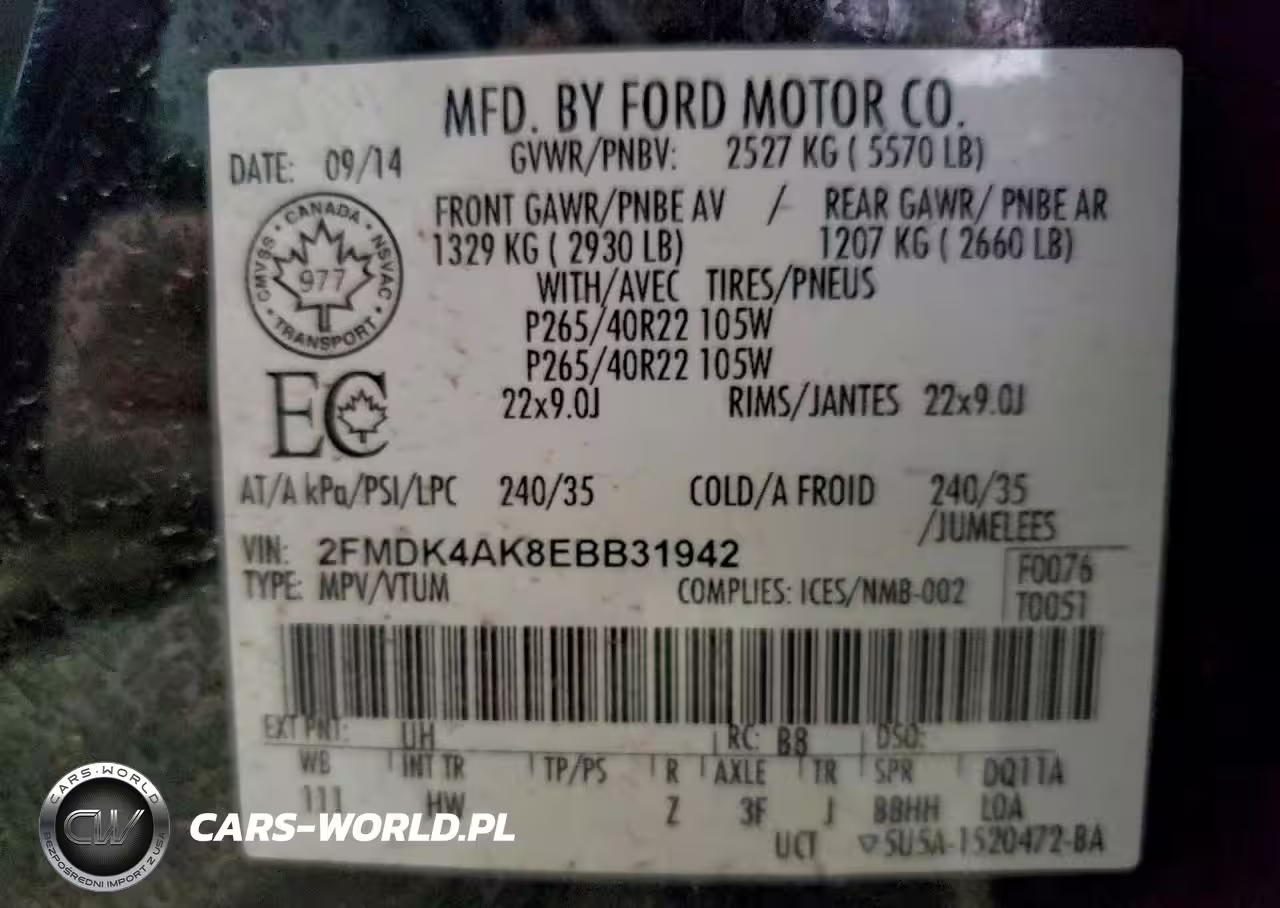 MFD. BY FORD MOTOR CO.
DATE: 09/14
GVWR/PNBV: 2527 KG ( 5570 LB)
FRONT GAWR/PNBE AV / REAR GAWR/ PNBE AR
1329 KG ( 2930 LB) 1207 KG ( 2660 LB)
WITH/AVEC TIRES/PNEUS
P265/40R22 105W
P265/40R22 105W
22x9.0J RIMS/JANTES 22x9.0J
CANADA
CMVSS NSVAC
977
TRANSPORT
EC
AT/A kPa/PSI/LPC 240/35 COLD/A FROID 240/35
/JUMELEES
VIN: 2FMDK4AK8EBB31942
TYPE: MPV/VTUM COMPLIES: ICES/NMB-002
F0076
T0051
EXT PNT: UH RC: B8 DSO:
WB INT TR TP/PS R AXLE TR SPR DQ11A
111 HW Z 3F J BBHH LOA
UCT 5U5A-1520472-BA
CARS-WORLD
CW
BEZPOŚREDNI IMPORT Z USA
CARS-WORLD.PL